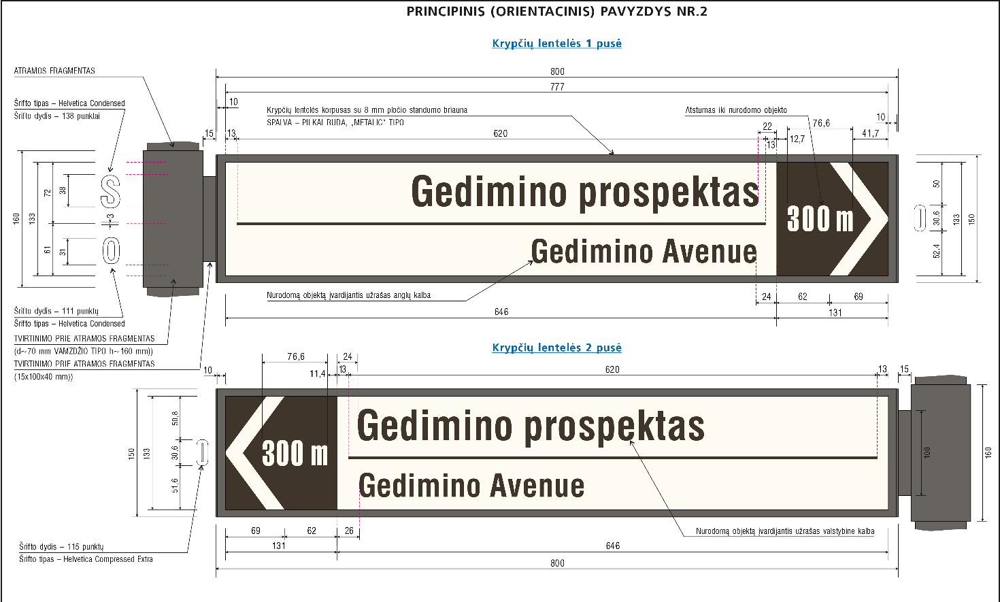 PRINCIPINIS (ORIENTACINIS) PAVYZDYS NR.2
Krypčių lentelės 1 pusė
ATRAMOS FRAGMENTAS
800
777
Šrifto tipas – Helvetica Condensed
Šrifto dydis – 138 punktai
10
Krypčių lentelės korpusas su 8 mm pločio standumo briauna
SPALVA – PILKAI RUDA, „METALIC“ TIPO
Atstumas iki nurodomo objekto
10
15
13
620
22
76,6
13
12,7
41,7
160
133
72
38
S
3
61
31
O
Gedimino prospektas
Gedimino Avenue
300 m
50
30,6
52,4
133
150
Nurodomą objektą įvardijantis užrašas anglų kalba
24
62
69
646
131
Šrifto dydis – 111 punktų
Šrifto tipas – Helvetica Condensed
TVIRTINIMO PRIE ATRAMOS FRAGMENTAS
(d~70 mm VAMZDŽIO TIPO h~160 mm))
TVIRTINIMO PRIE ATRAMOS FRAGMENTAS
(15x100x40 mm))
Krypčių lentelės 2 pusė
76,6
24
10
11,4
13
620
13
15
150
133
50,8
30,6
51,6
300 m
Gedimino prospektas
Gedimino Avenue
100
160
69
62
26
Nurodomą objektą įvardijantis užrašas valstybine kalba
131
646
800
Šrifto dydis – 115 punktų
Šrifto tipas – Helvetica Compressed Extra